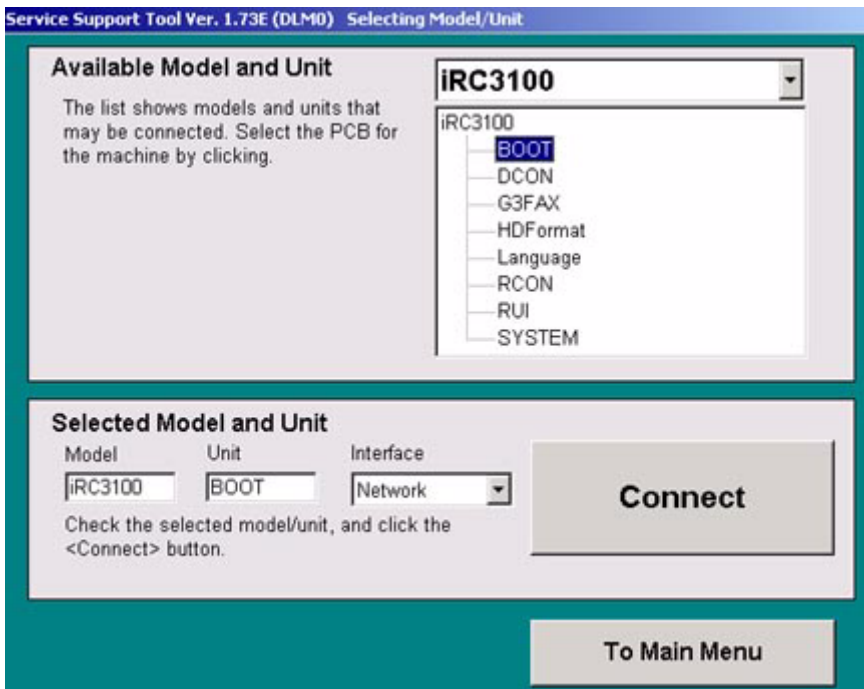 Service Support Tool Ver. 1.73E (DLM0) Selecting Model/Unit
Available Model and Unit
The list shows models and units that
may be connected. Select the PCB for
the machine by clicking.
iRC3100
iRC3100
BOOT
DCON
G3FAX
HDFormat
Language
RCON
RUI
SYSTEM
Selected Model and Unit
Model Unit Interface
iRC3100 BOOT Network
Check the selected model/unit, and click the
<Connect> button.
Connect
To Main Menu